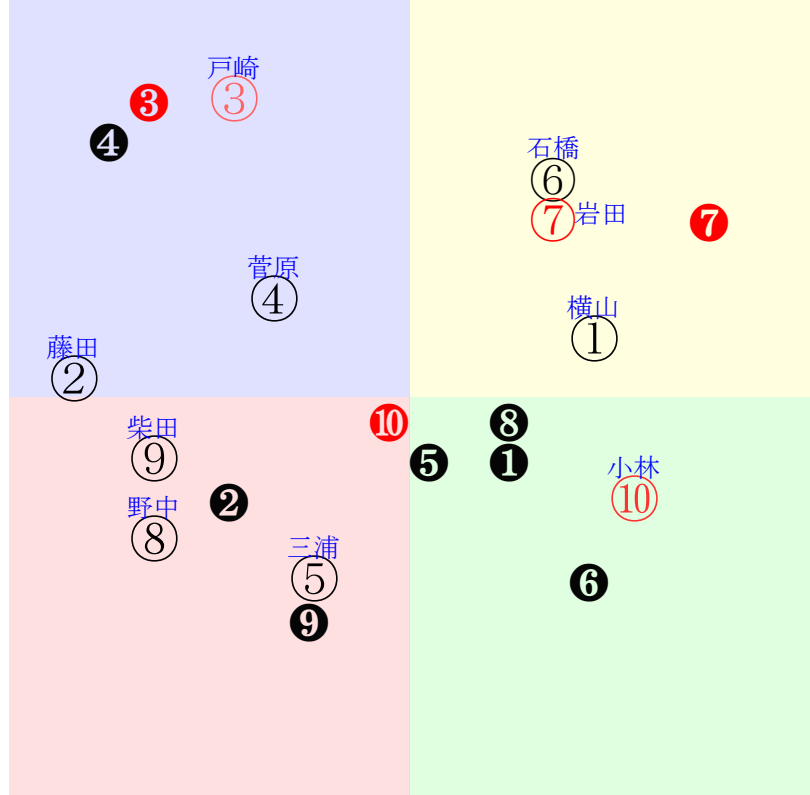 戸崎
❸
③
❹
石橋
⑥
⑦
岩田
❼
菅原
④
横山
①
藤田
②
❿
❽
柴田
⑨
❺
❶
小林
⑩
❷
野中
⑧
三浦
⑤
❻
❾